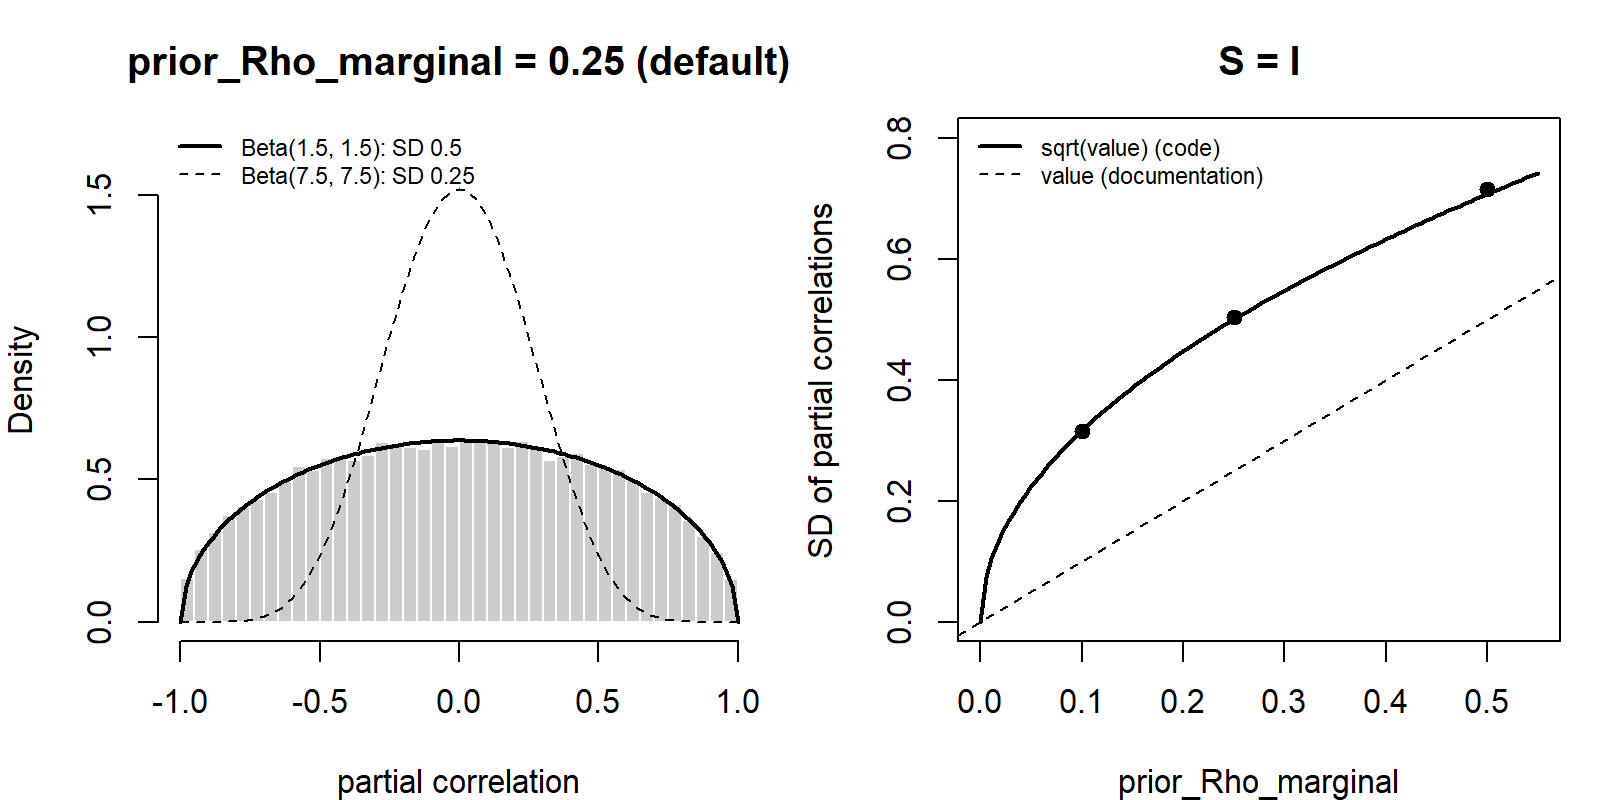 prior_Rho_marginal = 0.25 (default)
Beta(1.5, 1.5): SD 0.5
Beta(7.5, 7.5): SD 0.25
Density
0.0
0.5
1.0
1.5
-1.0 -0.5 0.0 0.5 1.0
partial correlation
S = I
sqrt(value) (code)
value (documentation)
SD of partial correlations
0.0
0.2
0.4
0.6
0.8
0.0 0.1 0.2 0.3 0.4 0.5
prior_Rho_marginal